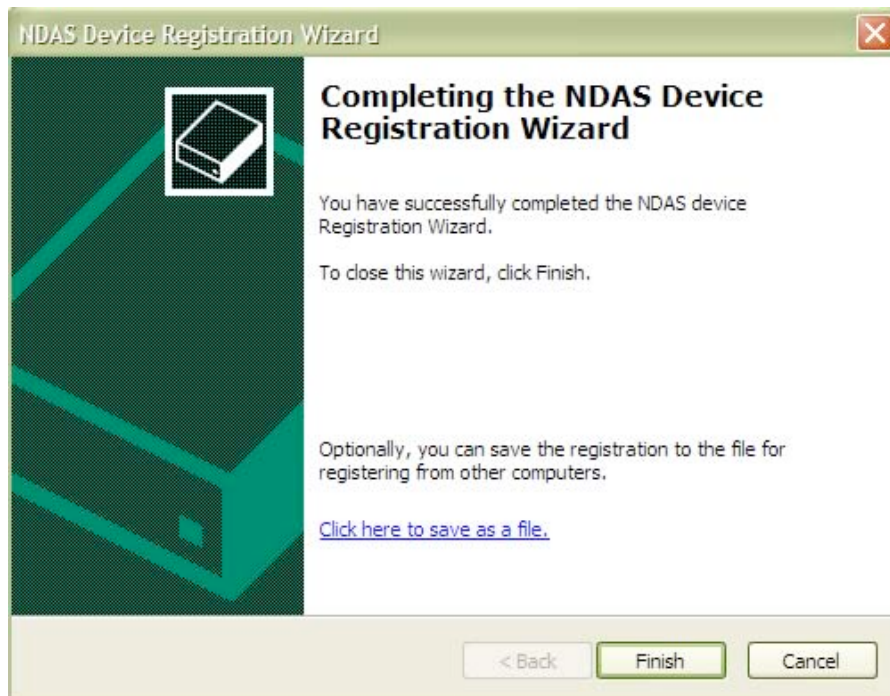 NDAS Device Registration Wizard
Completing the NDAS Device
Registration Wizard
You have successfully completed the NDAS device
Registration Wizard.
To close this wizard, click Finish.
Optionally, you can save the registration to the file for
registering from other computers.
Click here to save as a file.
< Back Finish Cancel